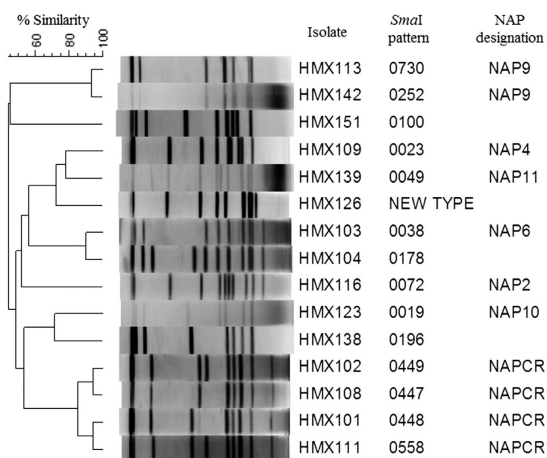 % Similarity
60 80 100
Isolate SmaI pattern NAP designation
HMX113 0730 NAP9
HMX142 0252 NAP9
HMX151 0100
HMX109 0023 NAP4
HMX139 0049 NAP11
HMX126 NEW TYPE
HMX103 0038 NAP6
HMX104 0178
HMX116 0072 NAP2
HMX123 0019 NAP10
HMX138 0196
HMX102 0449 NAPCR
HMX108 0447 NAPCR
HMX101 0448 NAPCR
HMX111 0558 NAPCR